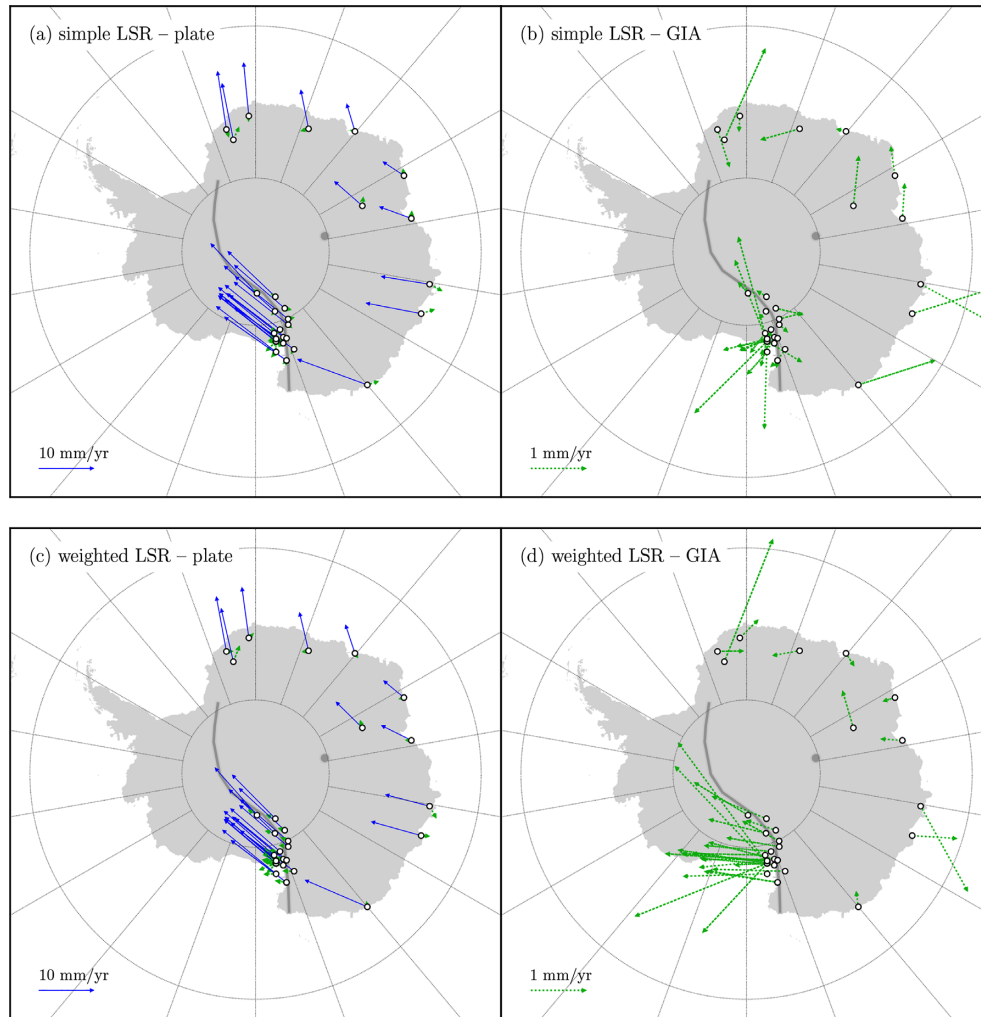 (a) simple LSR – plate
(b) simple LSR – GIA
10 mm/yr
1 mm/yr
(c) weighted LSR – plate
(d) weighted LSR – GIA
10 mm/yr
1 mm/yr